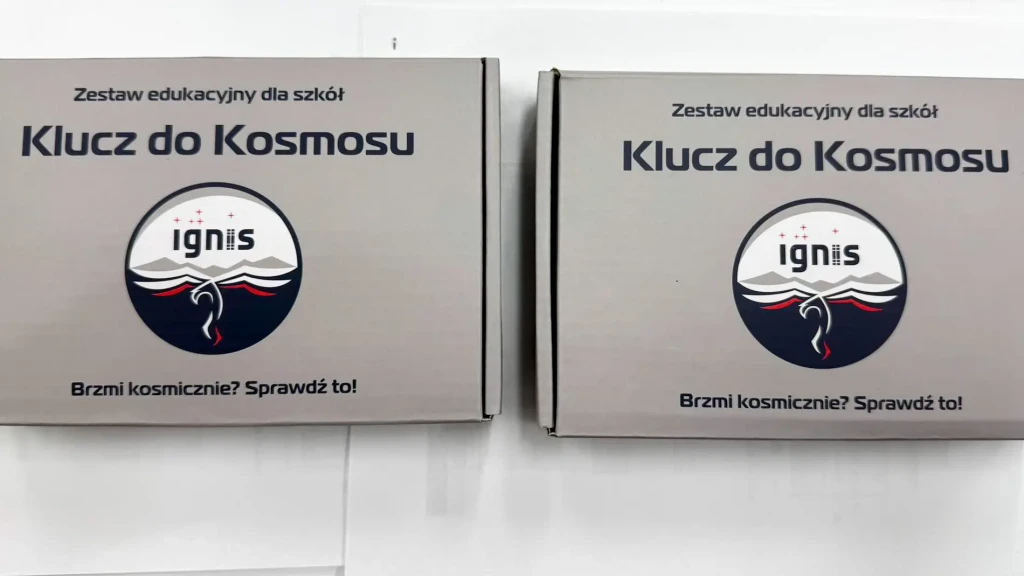 Zestaw edukacyjny dla szkół
Klucz do Kosmosu
ignis
Brzmi kosmicznie? Sprawdź to!
Zestaw edukacyjny dla szkół
Klucz do Kosmosu
ignis
Brzmi kosmicznie? Sprawdź to!